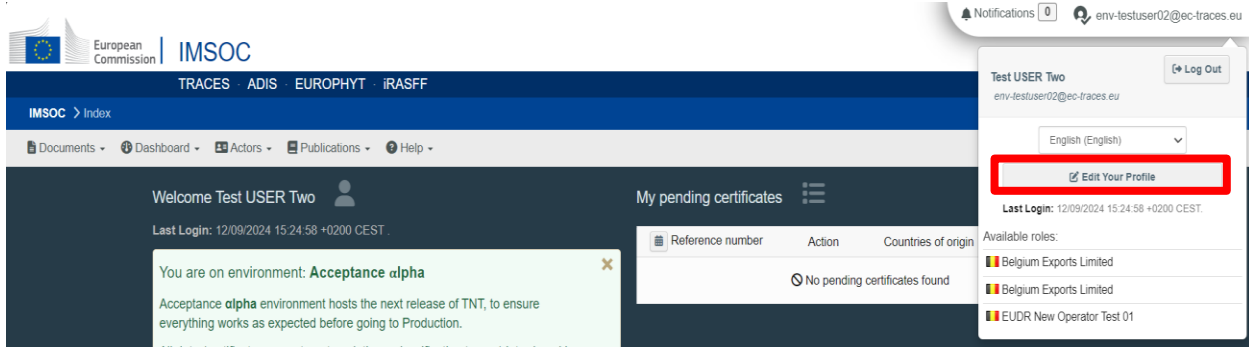 Notifications 0 env-testuser02@ec-traces.eu
European
Commission
IMSOC
TRACES · ADIS · EUROPHYT · iRASFF
IMSOC > Index
Documents Dashboard Actors Publications Help
Test USER Two
env-testuser02@ec-traces.eu
Log Out
English (English)
Edit Your Profile
Last Login: 12/09/2024 15:24:58 +0200 CEST.
Available roles:
Belgium Exports Limited
Belgium Exports Limited
EUDR New Operator Test 01
Welcome Test USER Two
Last Login: 12/09/2024 15:24:58 +0200 CEST .
You are on environment: Acceptance αlpha
Acceptance αlpha environment hosts the next release of TNT, to ensure
everything works as expected before going to Production.
My pending certificates
Reference number Action Countries of origin
No pending certificates found